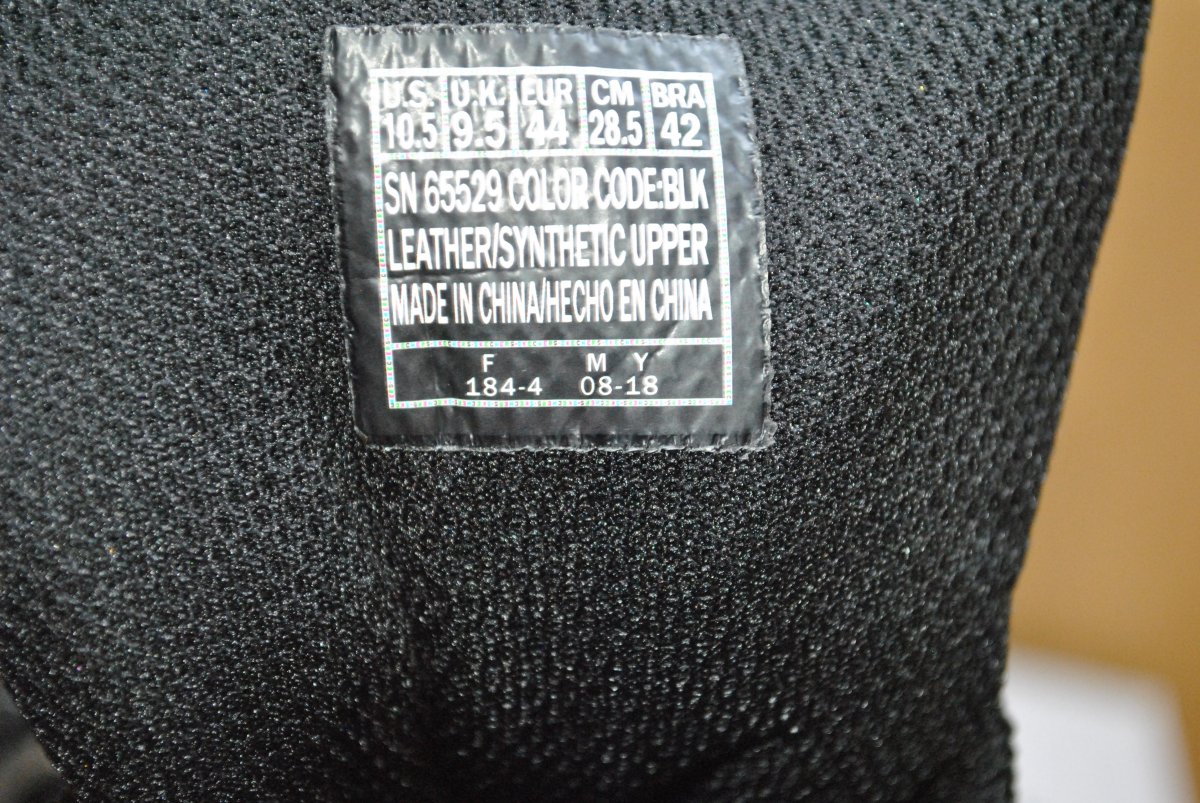 U.S. U.K. EUR CM BRA
10.5 9.5 44 28.5 42
SN 65529 COLOR CODE:BLK
LEATHER/SYNTHETIC UPPER
MADE IN CHINA/HECHO EN CHINA
F M Y
184-4 08-18